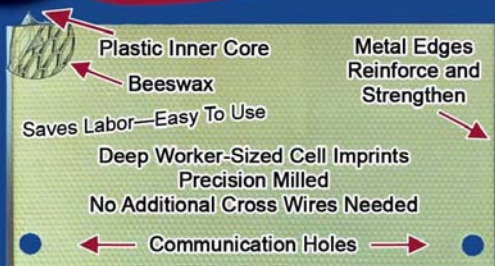 Plastic Inner Core
Beeswax
Metal Edges
Reinforce and
Strengthen
Saves Labor—Easy To Use
Deep Worker-Sized Cell Imprints
Precision Milled
No Additional Cross Wires Needed
Communication Holes